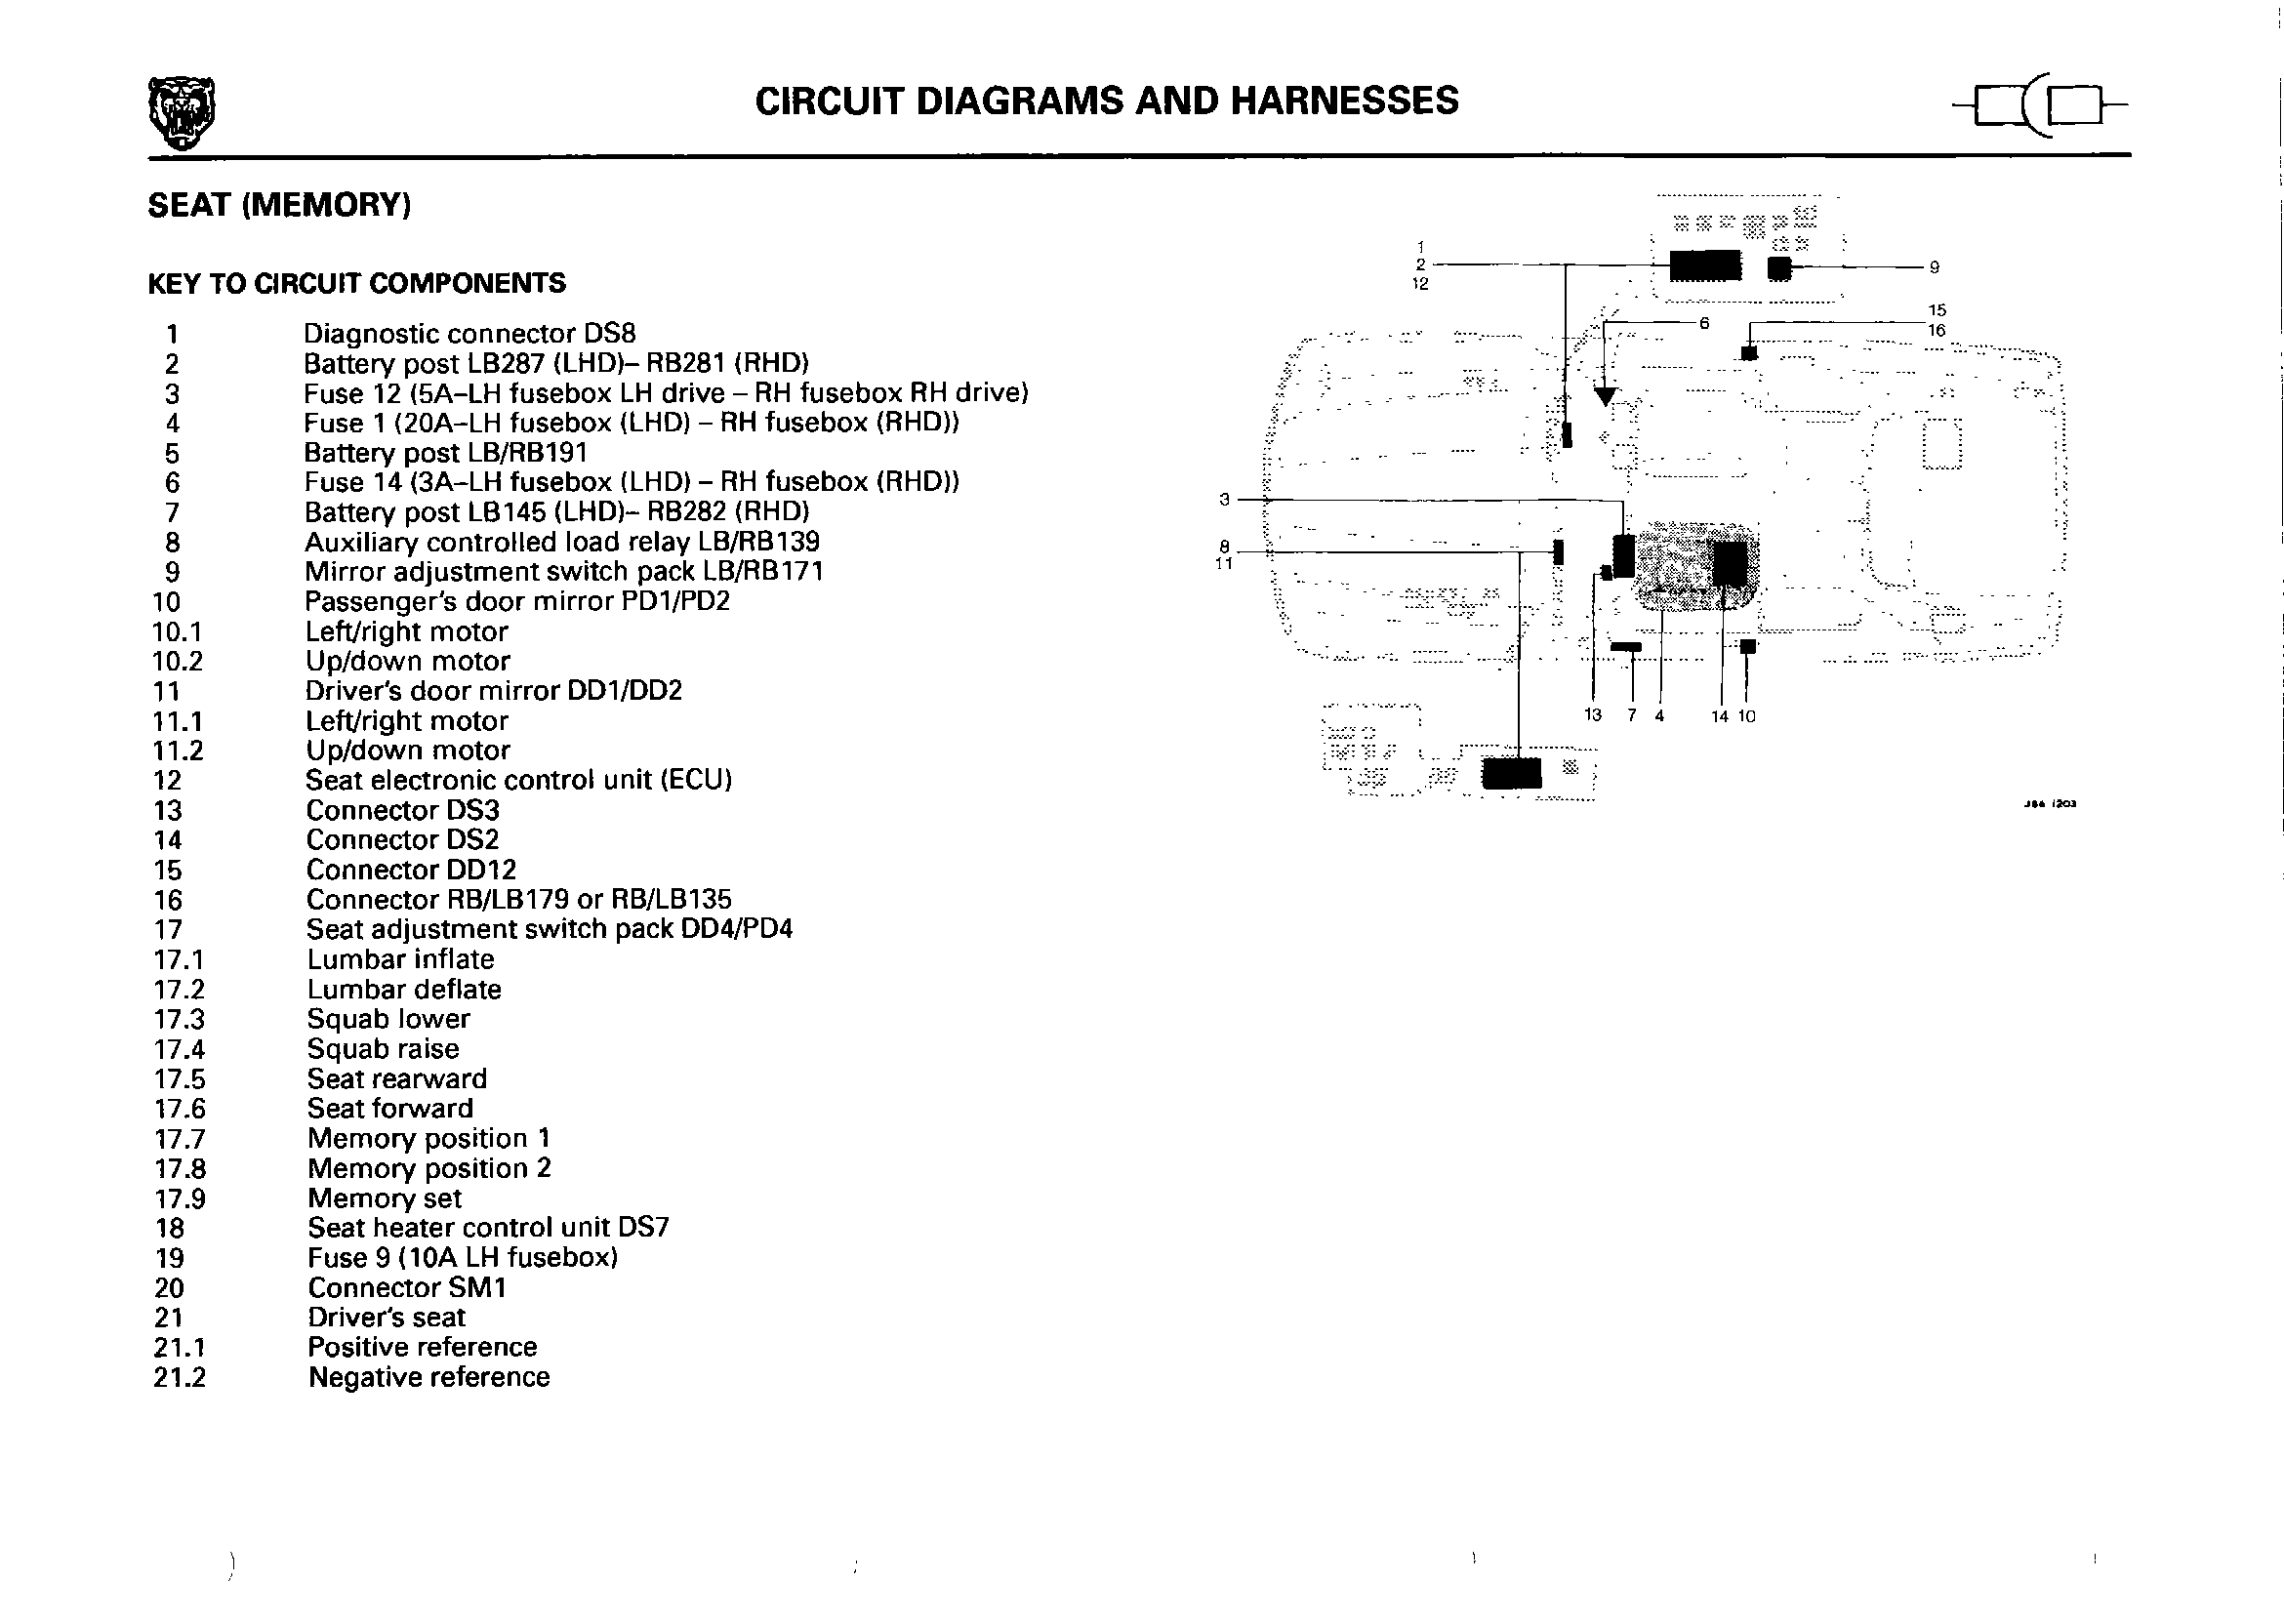 CIRCUIT DIAGRAMS AND HARNESSES
SEAT (MEMORY)
KEY TO CIRCUIT COMPONENTS
1 Diagnostic connector DS8
2 Battery post LB287 (LHD)– RB281 (RHD)
3 Fuse 12 (5A–LH fusebox LH drive – RH fusebox RH drive)
4 Fuse 1 (20A–LH fusebox (LHD) – RH fusebox (RHD))
5 Battery post LB/RB191
6 Fuse 14 (3A–LH fusebox (LHD) – RH fusebox (RHD))
7 Battery post LB145 (LHD)– RB282 (RHD)
8 Auxiliary controlled load relay LB/RB139
9 Mirror adjustment switch pack LB/RB171
10 Passenger's door mirror PD1/PD2
10.1 Left/right motor
10.2 Up/down motor
11 Driver's door mirror DD1/DD2
11.1 Left/right motor
11.2 Up/down motor
12 Seat electronic control unit (ECU)
13 Connector DS3
14 Connector DS2
15 Connector DD12
16 Connector RB/LB179 or RB/LB135
17 Seat adjustment switch pack DD4/PD4
17.1 Lumbar inflate
17.2 Lumbar deflate
17.3 Squab lower
17.4 Squab raise
17.5 Seat rearward
17.6 Seat forward
17.7 Memory position 1
17.8 Memory position 2
17.9 Memory set
18 Seat heater control unit DS7
19 Fuse 9 (10A LH fusebox)
20 Connector SM1
21 Driver's seat
21.1 Positive reference
21.2 Negative reference
1
2
12
9
15
16
6
3
8
11
13 7 4 14 10
J86 1203